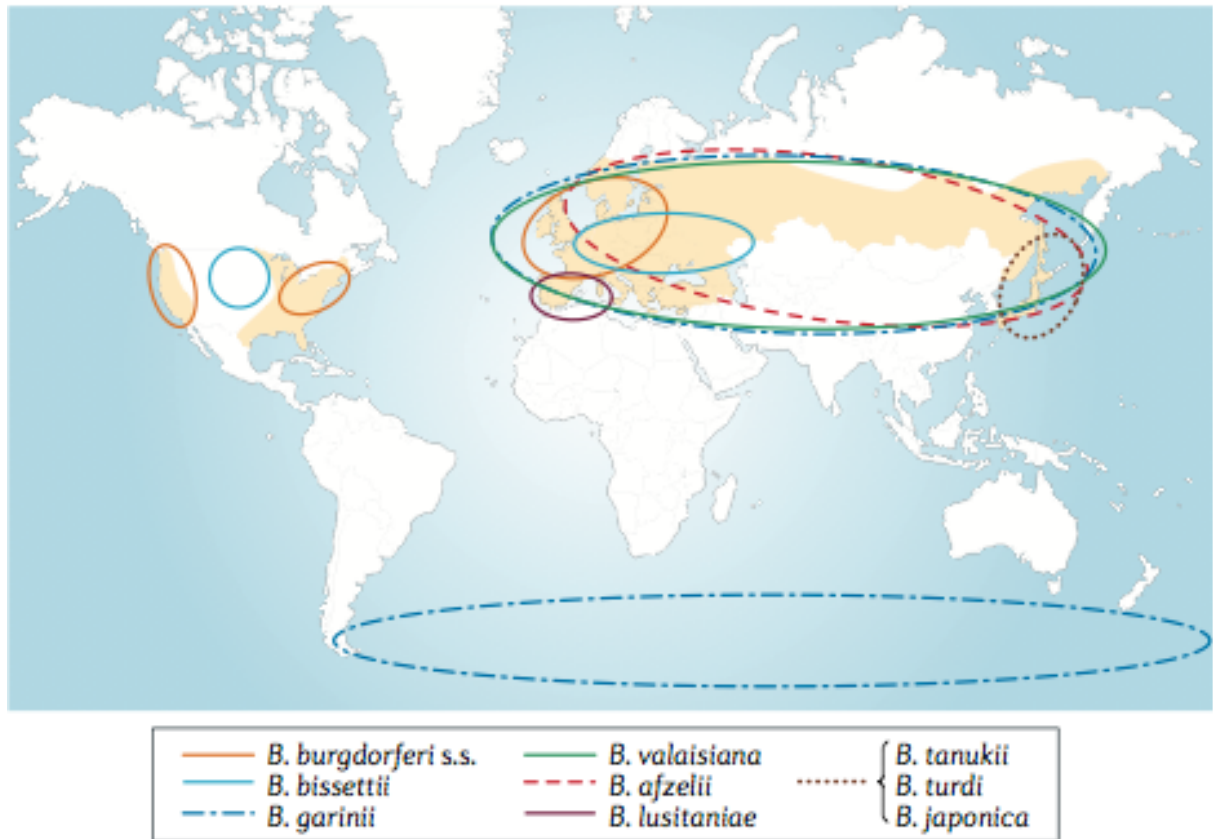 B. burgdorferi s.s.
B. bissettii
B. garinii
B. valaisiana
B. afzelii
B. lusitaniae
B. tanukii
B. turdi
B. japonica